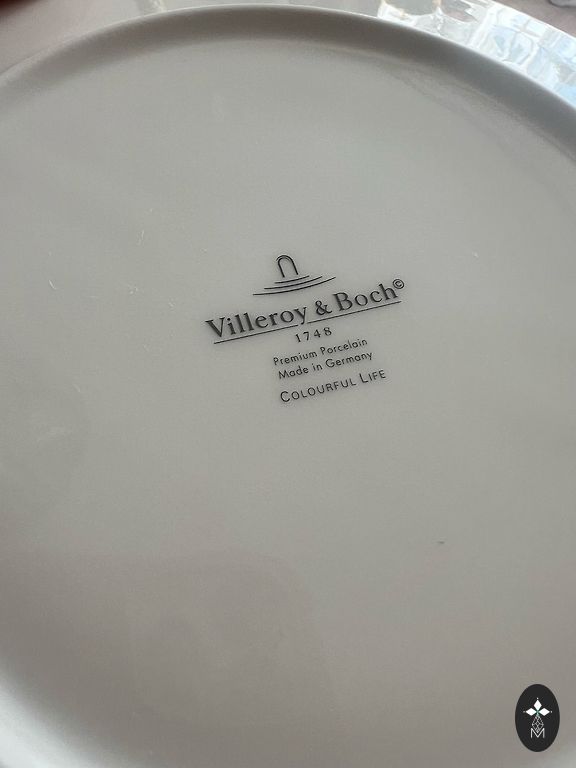 Villeroy & Boch©
1748
Premium Porcelain
Made in Germany
COLOURFUL LIFE
M